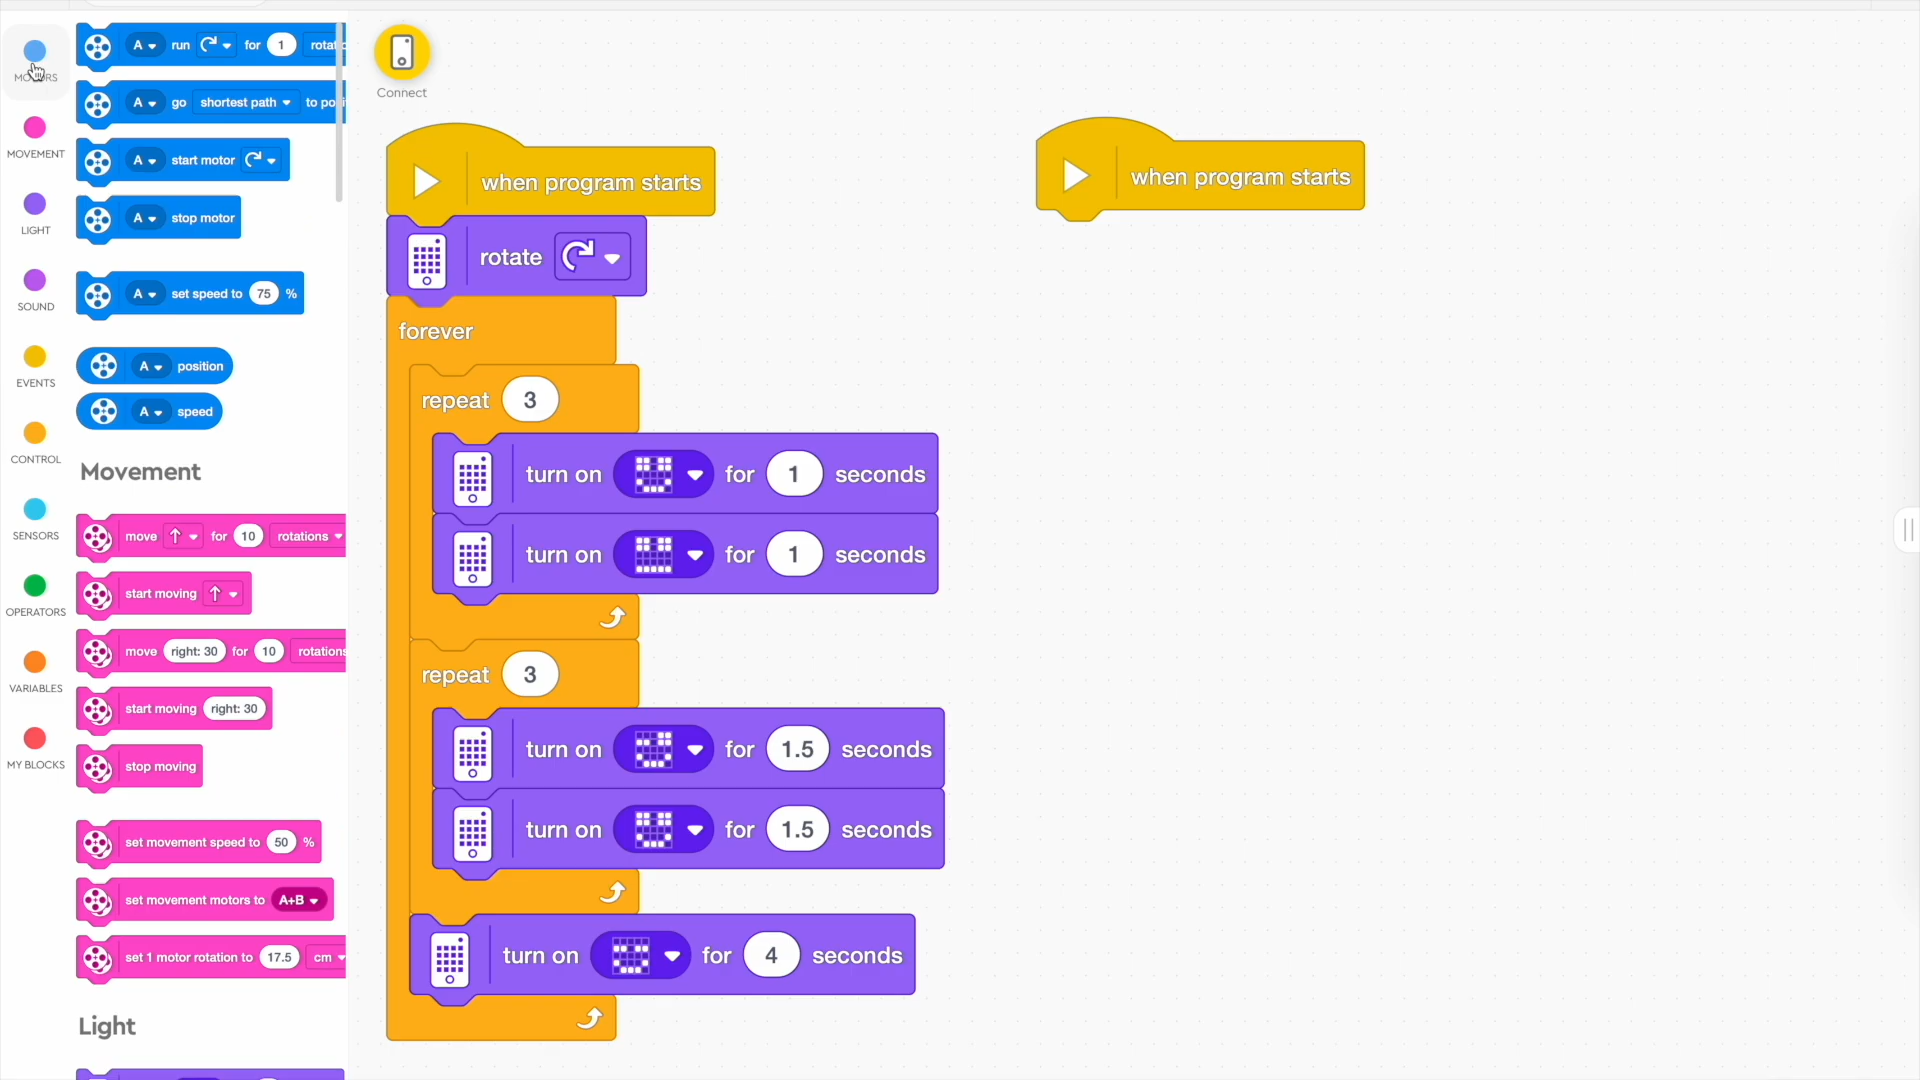 MOTORS
MOVEMENT
LIGHT
SOUND
EVENTS
CONTROL
SENSORS
OPERATORS
VARIABLES
MY BLOCKS
A run for 1
A go shortest path to
A start motor
A stop motor
A set speed to 75 %
A position
A speed
Movement
move for 10 rotations
start moving
move right: 30 for 10 rotations
start moving right: 30
stop moving
set movement speed to 50 %
set movement motors to A+B
set 1 motor rotation to 17.5 cm
Light
Connect
when program starts
rotate
forever
repeat 3
turn on for 1 seconds
turn on for 1 seconds
repeat 3
turn on for 1.5 seconds
turn on for 1.5 seconds
turn on for 4 seconds
when program starts